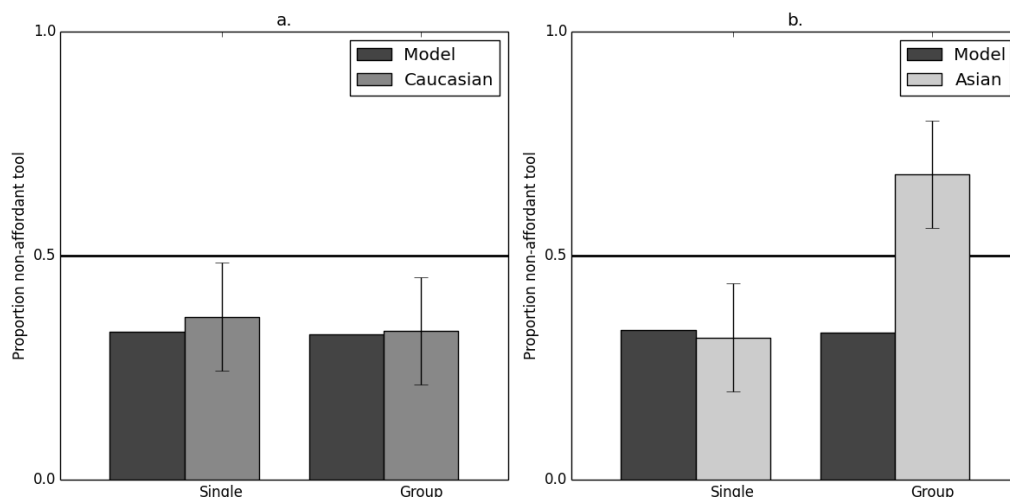 a.
Proportion non-affordant tool
1.0
0.5
0.0
Model
Caucasian
Single
Group
b.
Proportion non-affordant tool
1.0
0.5
0.0
Model
Asian
Single
Group